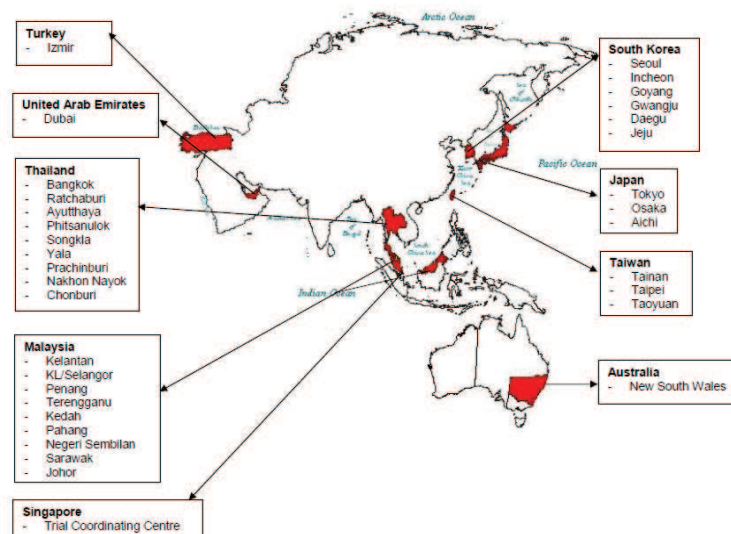 Arctic Ocean
Turkey
- Izmir
United Arab Emirates
- Dubai
Thailand
- Bangkok
- Ratchaburi
- Ayutthaya
- Phitsanulok
- Songkla
- Yala
- Prachinburi
- Nakhon Nayok
- Chonburi
Malaysia
- Kelantan
- KL/Selangor
- Penang
- Terengganu
- Kedah
- Pahang
- Negeri Sembilan
- Sarawak
- Johor
Singapore
- Trial Coordinating Centre
South Korea
- Seoul
- Incheon
- Goyang
- Gwangju
- Daegu
- Jeju
Pacific Ocean
Japan
- Tokyo
- Osaka
- Aichi
Taiwan
- Tainan
- Taipei
- Taoyuan
Indian Ocean
Australia
- New South Wales